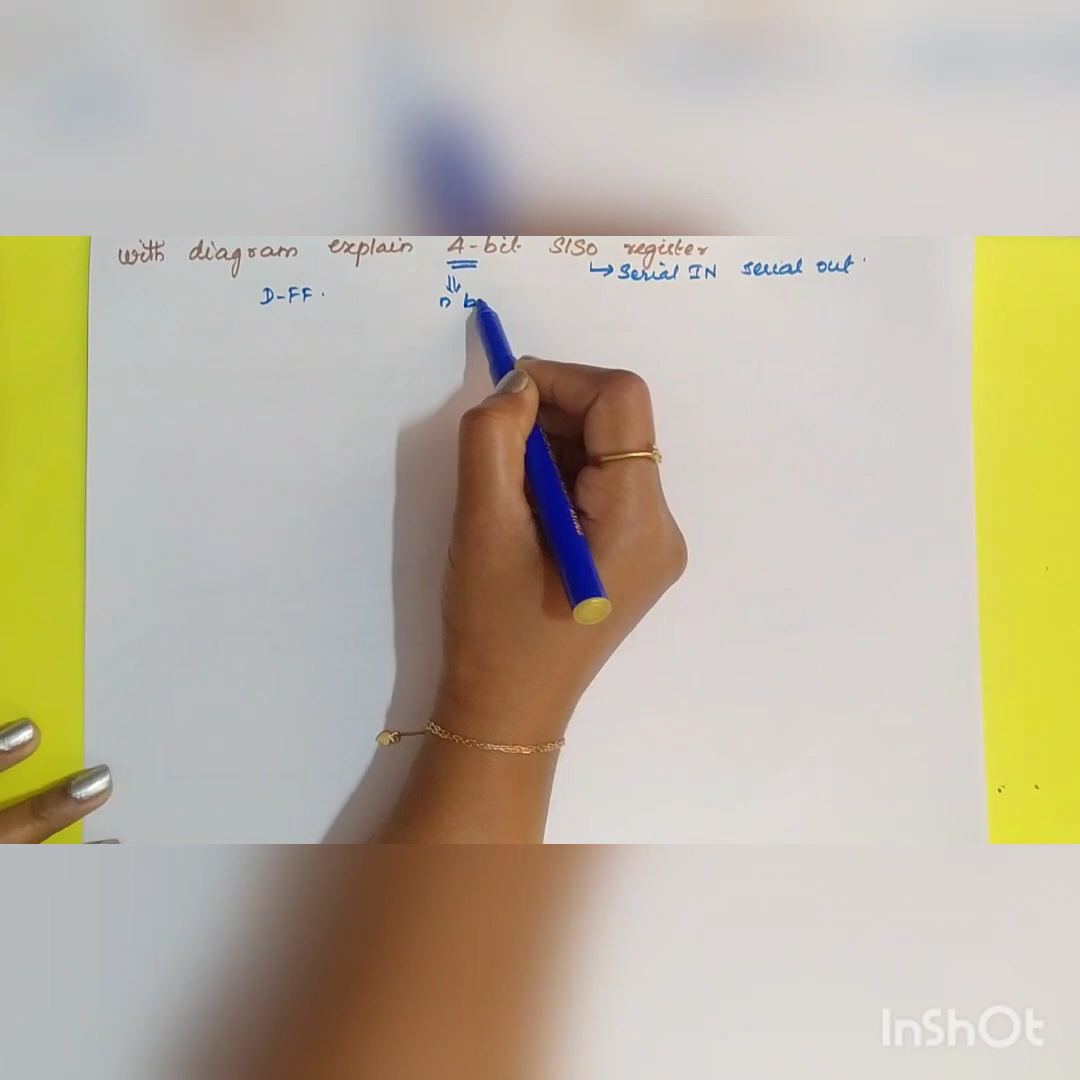 with diagram explain 4-bit SISO register
↳ Serial IN serial out.
D-FF.
⇓
n b
InShOt